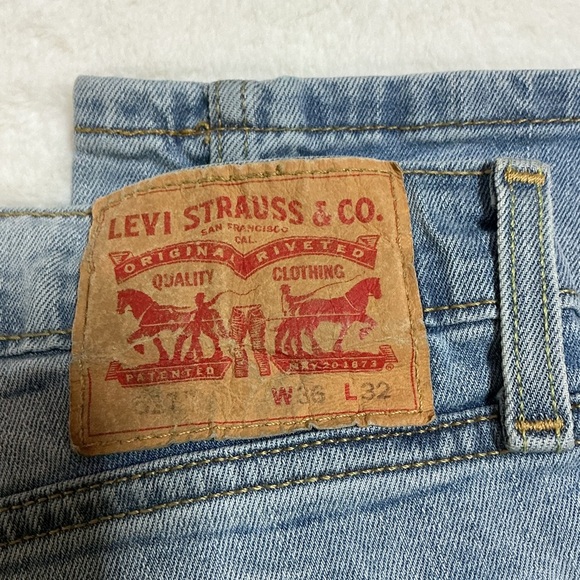 LEVI STRAUSS & CO.
SAN FRANCISCO
CAL.
ORIGINAL RIVETED
QUALITY CLOTHING
PATENTED MAY 20 1873
W36 L32